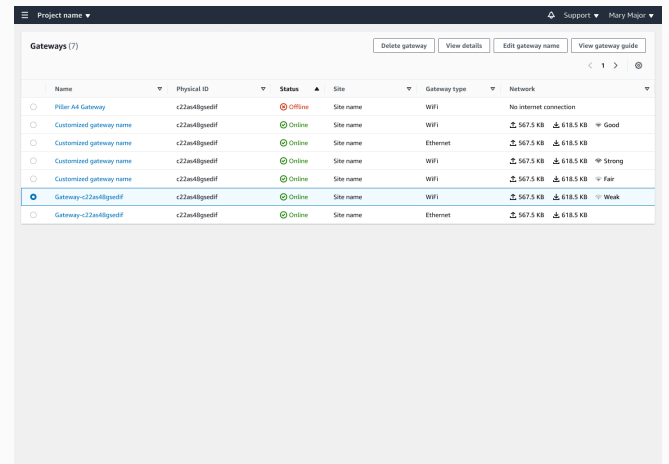 Project name Support Mary Major
Gateways (7) Delete gateway View details Edit gateway name View gateway guide
1
Name Physical ID Status Site Gateway type Network
Piller A4 Gateway c22as48gsedif Offline Site name WiFi No internet connection
Customized gateway name c22as48gsedif Online Site name WiFi 567.5 KB 618.5 KB Good
Customized gateway name c22as48gsedif Online Site name Ethernet 567.5 KB 618.5 KB
Customized gateway name c22as48gsedif Online Site name WiFi 567.5 KB 618.5 KB Strong
Customized gateway name c22as48gsedif Online Site name WiFi 567.5 KB 618.5 KB Fair
Gateway-c22as48gsedif c22as48gsedif Online Site name WiFi 567.5 KB 618.5 KB Weak
Gateway-c22as48gsedif c22as48gsedif Online Site name Ethernet 567.5 KB 618.5 KB